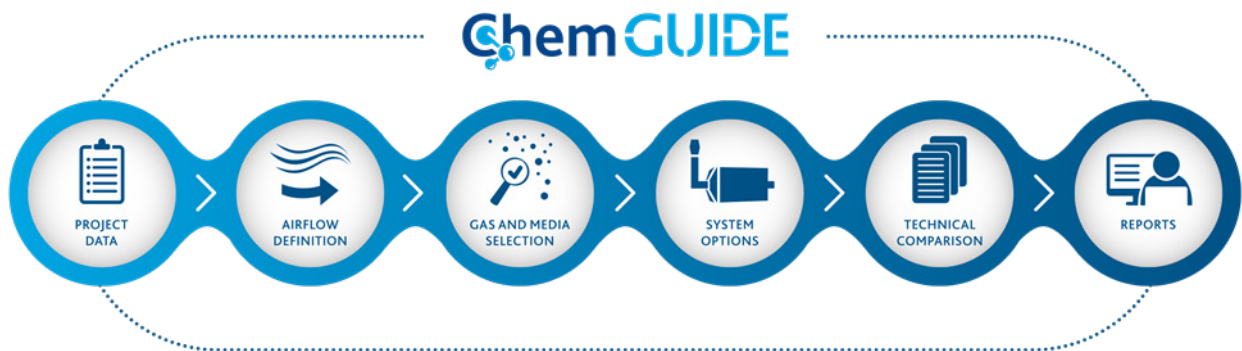 ChemGUIDE
PROJECT
DATA
AIRFLOW
DEFINITION
GAS AND MEDIA
SELECTION
SYSTEM
OPTIONS
TECHNICAL
COMPARISON
REPORTS